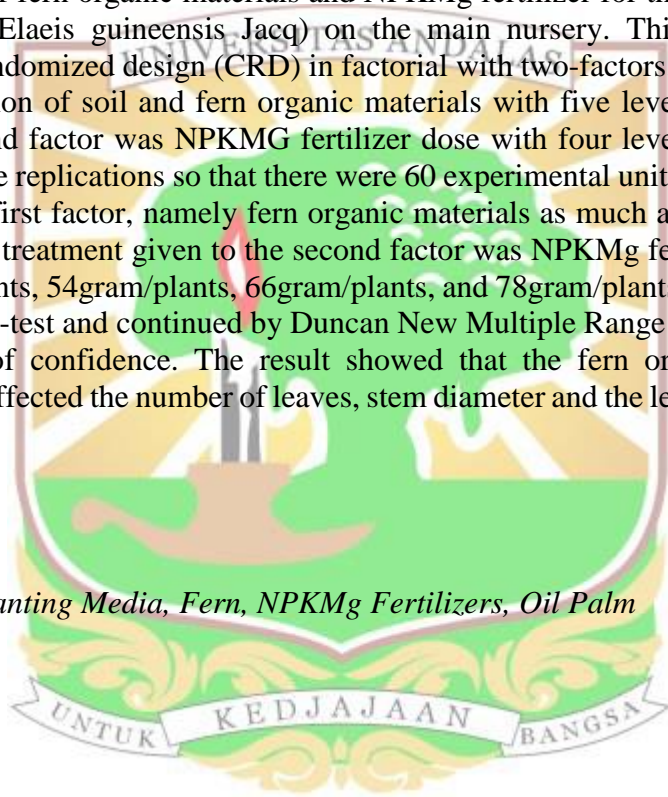 fern organic materials and NPKMg fertilizer for th
Elaeis guineensis Jacq) on the main nursery. Thi
UNIVERSITAS ANDALAS
ndomized design (CRD) in factorial with two-factors
ion of soil and fern organic materials with five leve
nd factor was NPKMG fertilizer dose with four leve
e replications so that there were 60 experimental unit
first factor, namely fern organic materials as much a
treatment given to the second factor was NPKMg fe
nts, 54gram/plants, 66gram/plants, and 78gram/plant
-test and continued by Duncan New Multiple Range
of confidence. The result showed that the fern or
ffected the number of leaves, stem diameter and the le
anting Media, Fern, NPKMg Fertilizers, Oil Palm
UNTUK KEDJAJAAN BANGSA